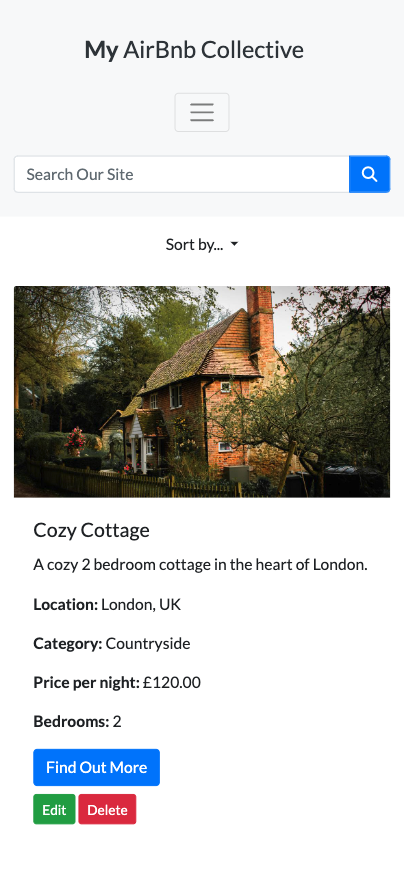 My AirBnb Collective
Search Our Site
Sort by...
Cozy Cottage
A cozy 2 bedroom cottage in the heart of London.
Location: London, UK
Category: Countryside
Price per night: £120.00
Bedrooms: 2
Find Out More
Edit Delete